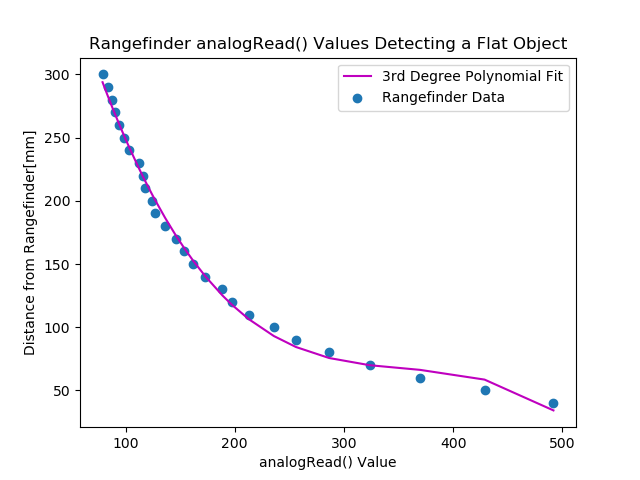 Rangefinder analogRead() Values Detecting a Flat Object
3rd Degree Polynomial Fit
Rangefinder Data
Distance from Rangefinder[mm]
300
250
200
150
100
50
100
200
300
400
500
analogRead() Value